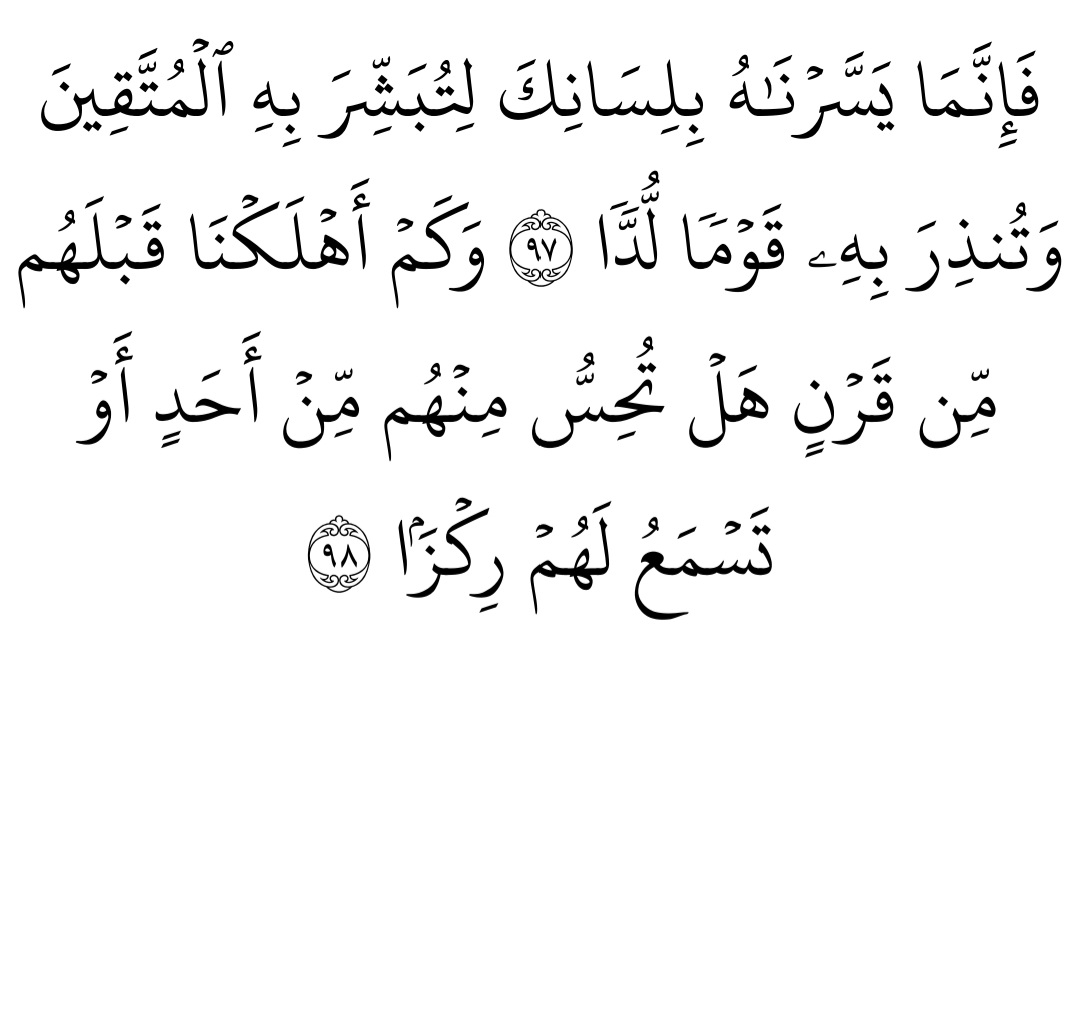 فَإِنَّمَا يَسَّرۡنَـٰهُ بِلِسَانِكَ لِتُبَشِّرَ بِهِ ٱلۡمُتَّقِينَ
وَتُنذِرَ بِهِۦ قَوۡمࣰا لُّدࣰّا ٩٧ وَكَمۡ أَهۡلَكۡنَا قَبۡلَهُم
مِّن قَرۡنٍ هَلۡ تُحِسُّ مِنۡهُم مِّنۡ أَحَدٍ أَوۡ
تَسۡمَعُ لَهُمۡ رِكۡزَۢا ٩٨